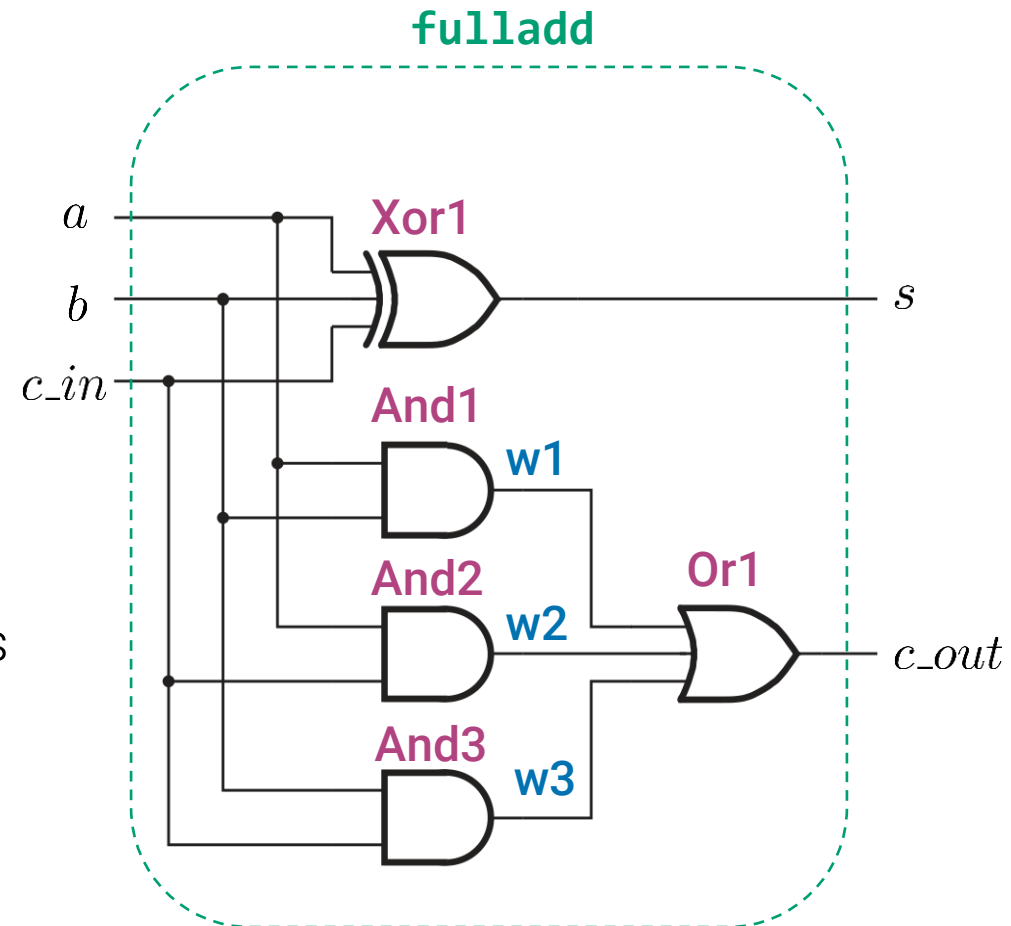 fulladd
a
Xor1
b
s
c_in
And1
w1
And2
w2
Or1
s
c_out
And3
w3